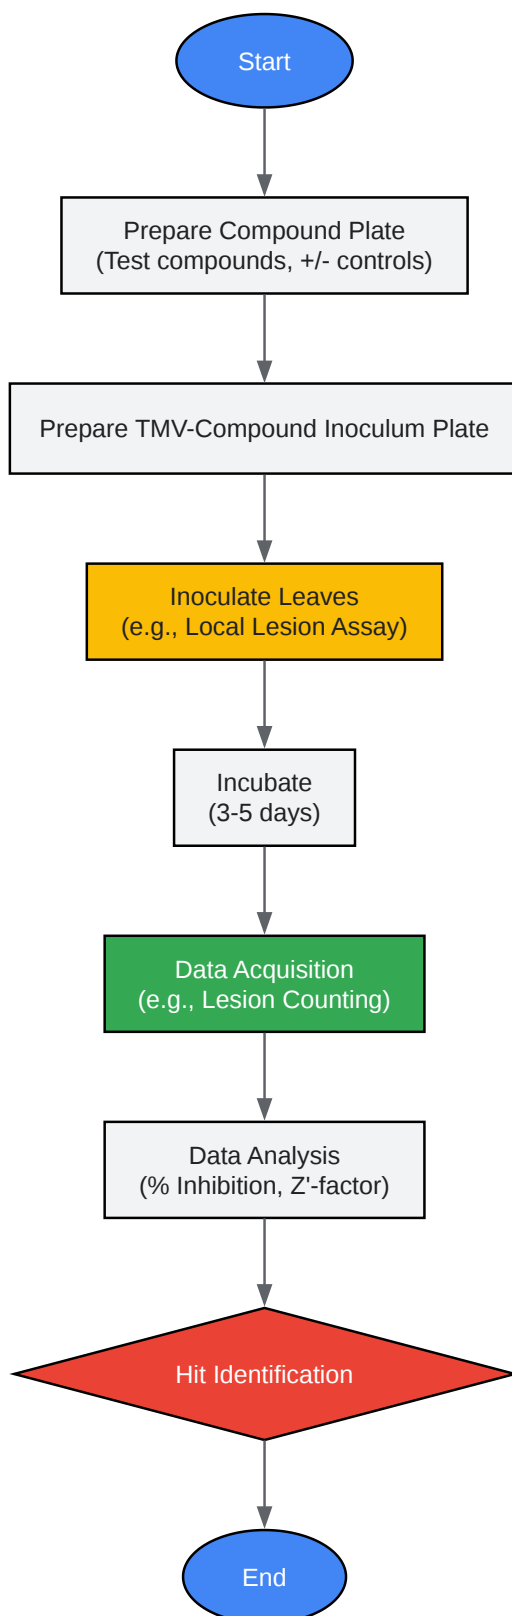 Start
Prepare Compound Plate
(Test compounds, +/- controls)
Prepare TMV-Compound Inoculum Plate
Inoculate Leaves
(e.g., Local Lesion Assay)
Incubate
(3-5 days)
Data Acquisition
(e.g., Lesion Counting)
Data Analysis
(% Inhibition, Z'-factor)
Hit Identification
End